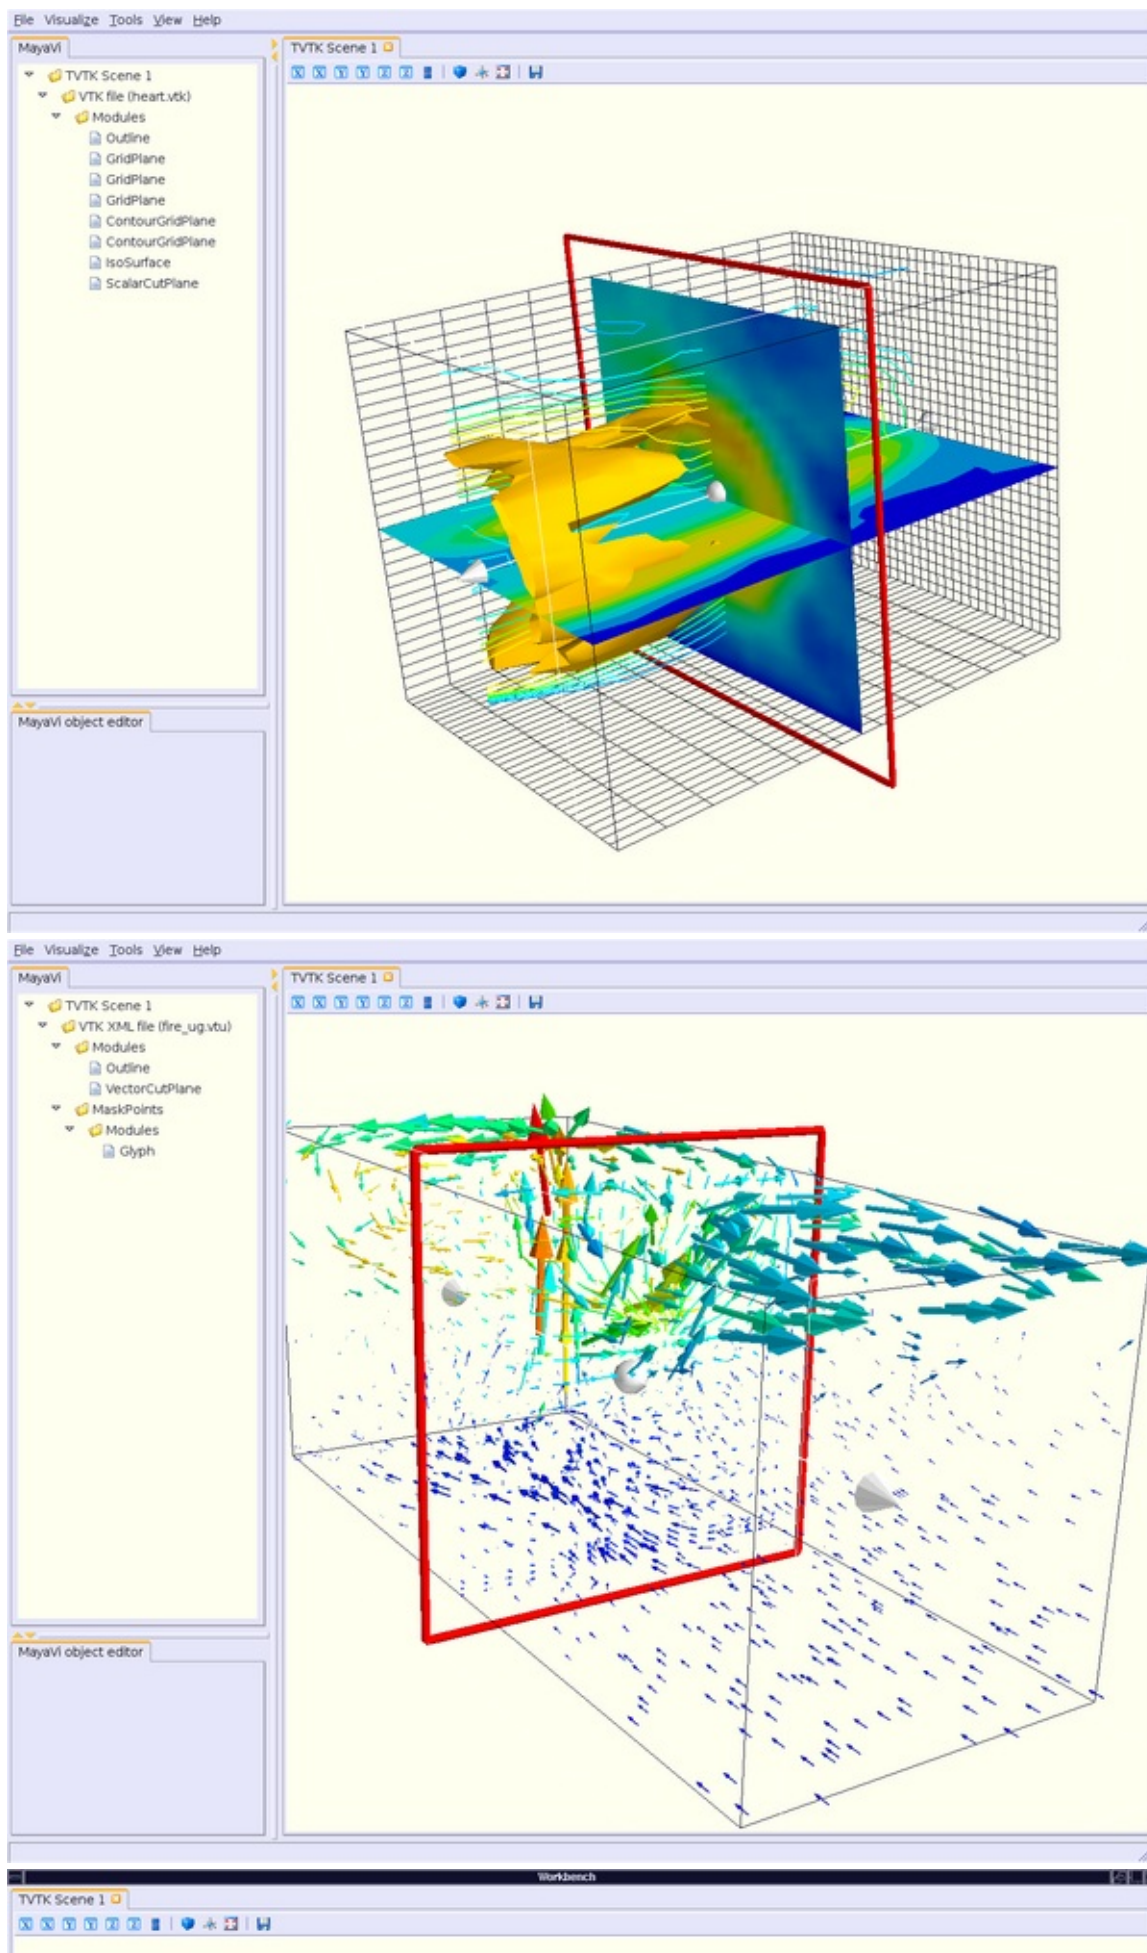 File Visualize Tools View Help
MayaVi
TVTK Scene 1
TVTK Scene 1
VTK file (heart.vtk)
Modules
Outline
GridPlane
GridPlane
GridPlane
ContourGridPlane
ContourGridPlane
IsoSurface
ScalarCutPlane
MayaVi object editor
File Visualize Tools View Help
MayaVi
TVTK Scene 1
TVTK Scene 1
VTK XML file (fire_ug.vtu)
Modules
Outline
VectorCutPlane
MaskPoints
Modules
Glyph
MayaVi object editor
Workbench
TVTK Scene 1